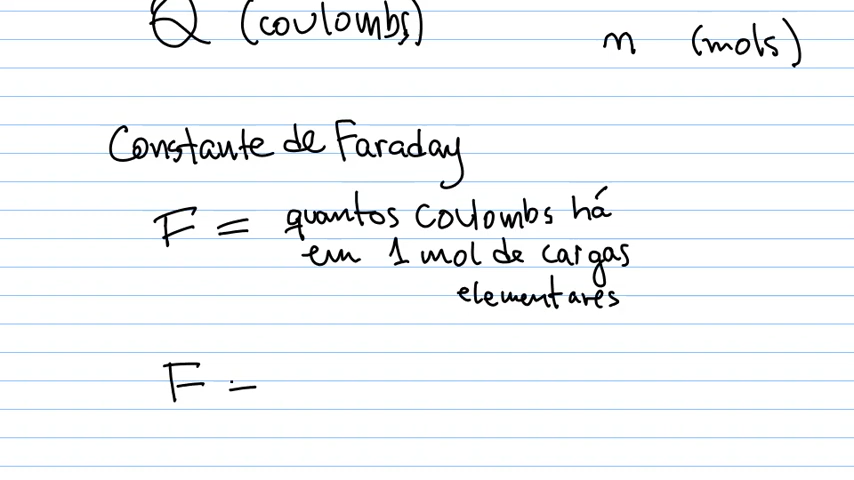 Q (coulombs)
n (mols)
Constante de Faraday
F = quantos coulombs há
em 1 mol de cargas
elementares
F =